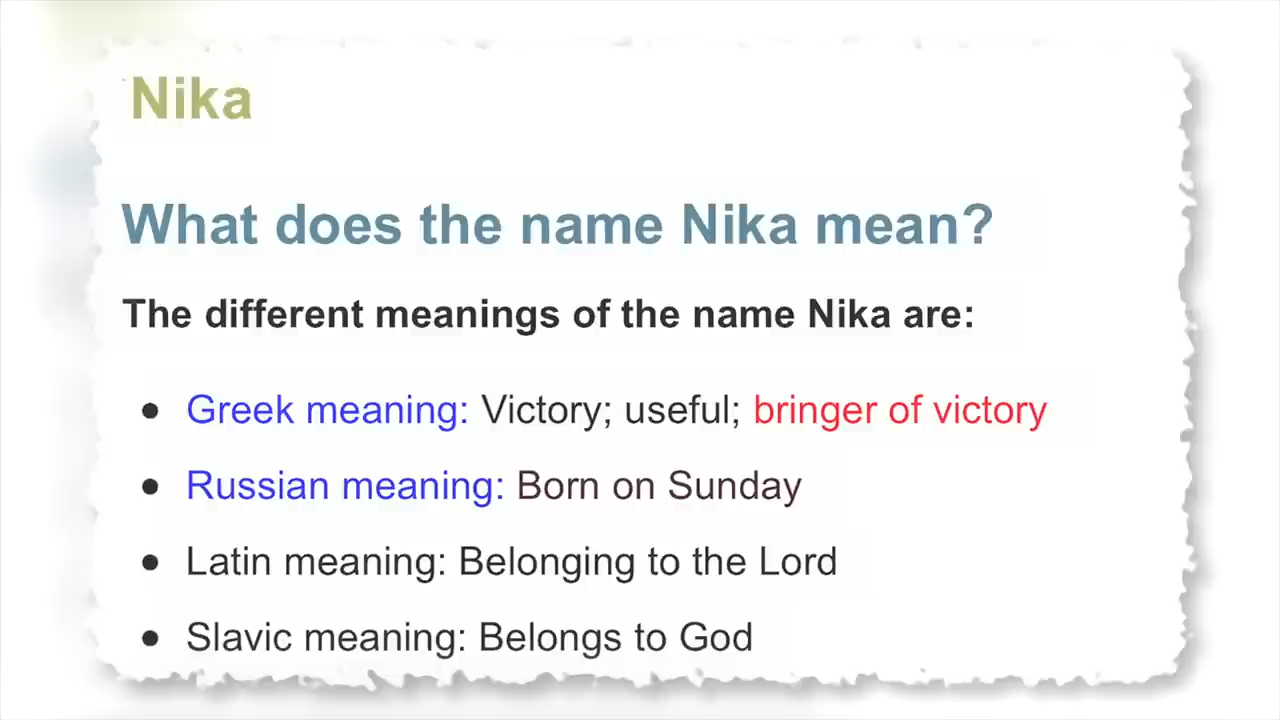 Nika
What does the name Nika mean?
The different meanings of the name Nika are:
● Greek meaning: Victory; useful; bringer of victory
● Russian meaning: Born on Sunday
● Latin meaning: Belonging to the Lord
● Slavic meaning: Belongs to God